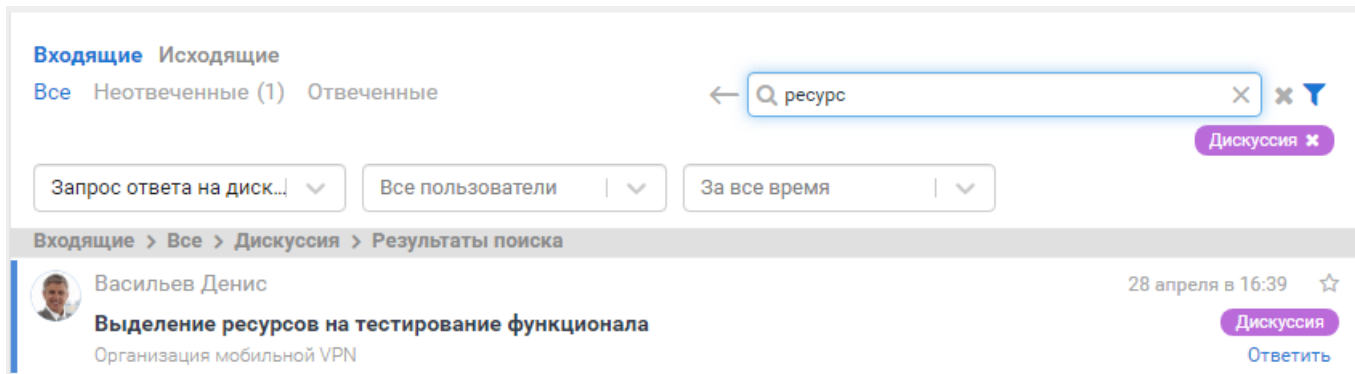 Входящие Исходящие
Все Неотвеченные (1) Отвеченные
ресурс
Дискуссия
Запрос ответа на диск... Все пользователи За все время
Входящие > Все > Дискуссия > Результаты поиска
Васильев Денис 28 апреля в 16:39
Выделение ресурсов на тестирование функционала Дискуссия
Организация мобильной VPN Ответить